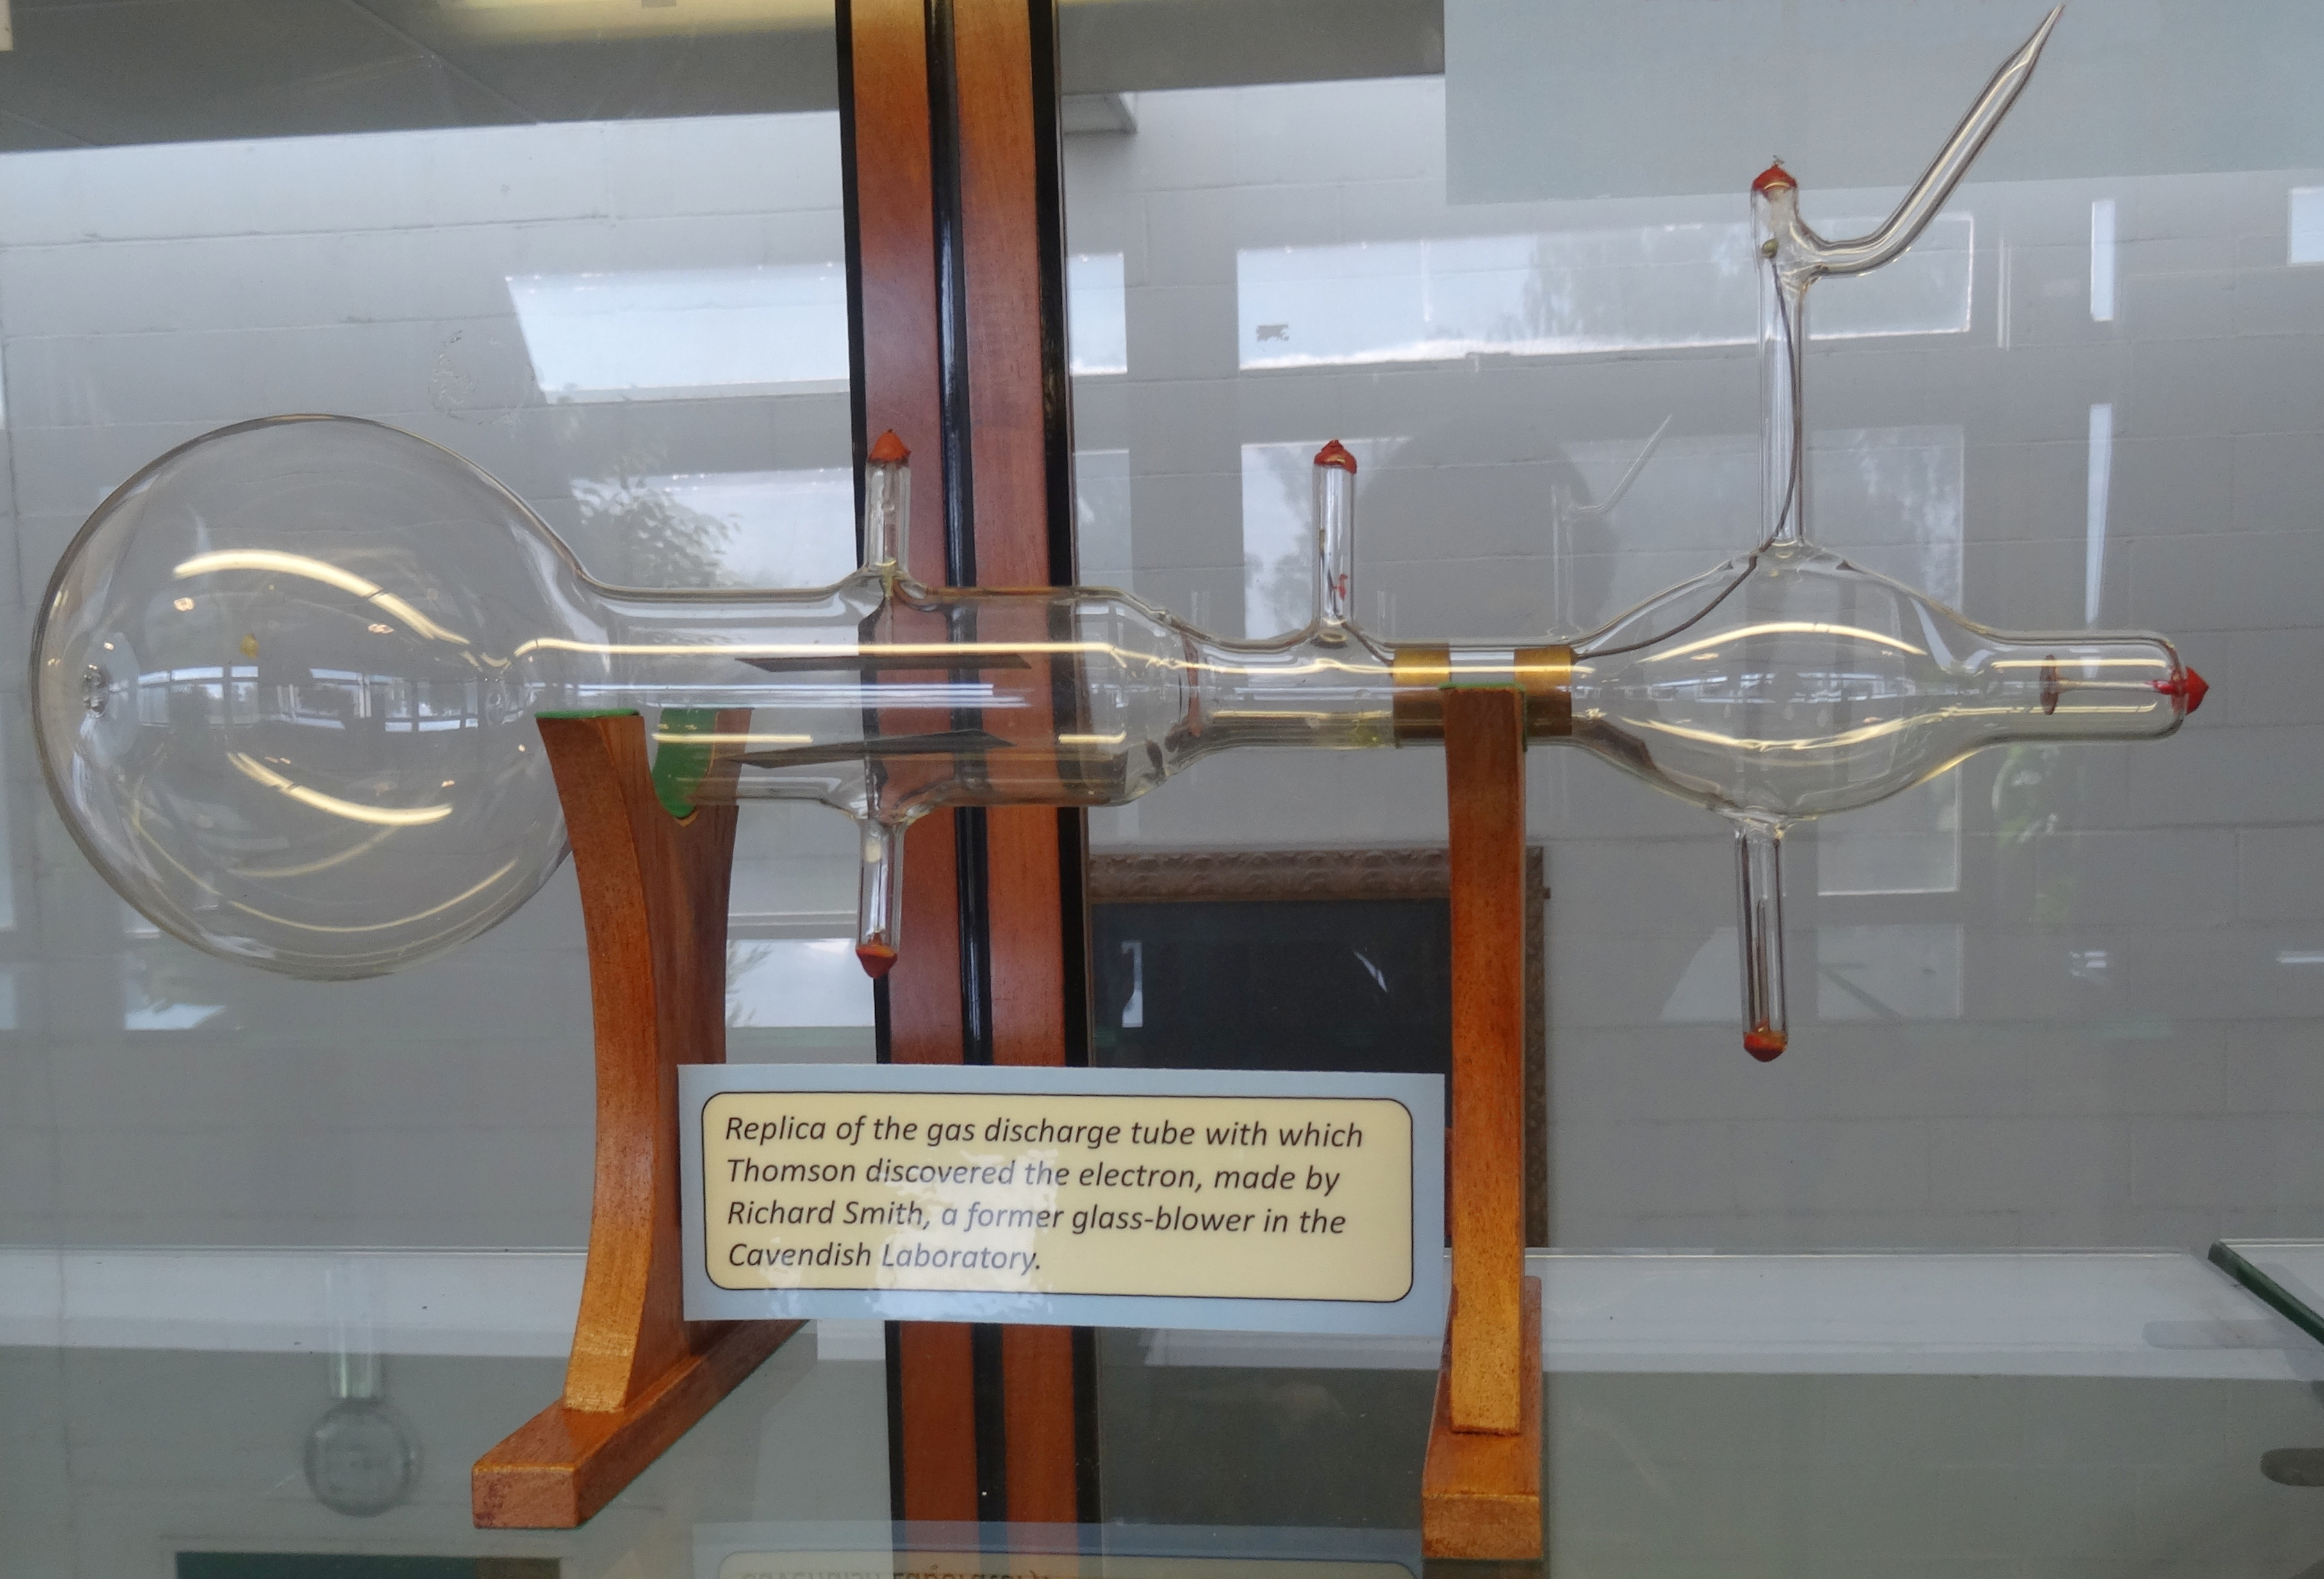 Replica of the gas discharge tube with which
Thomson discovered the electron, made by
Richard Smith, a former glass-blower in the
Cavendish Laboratory.